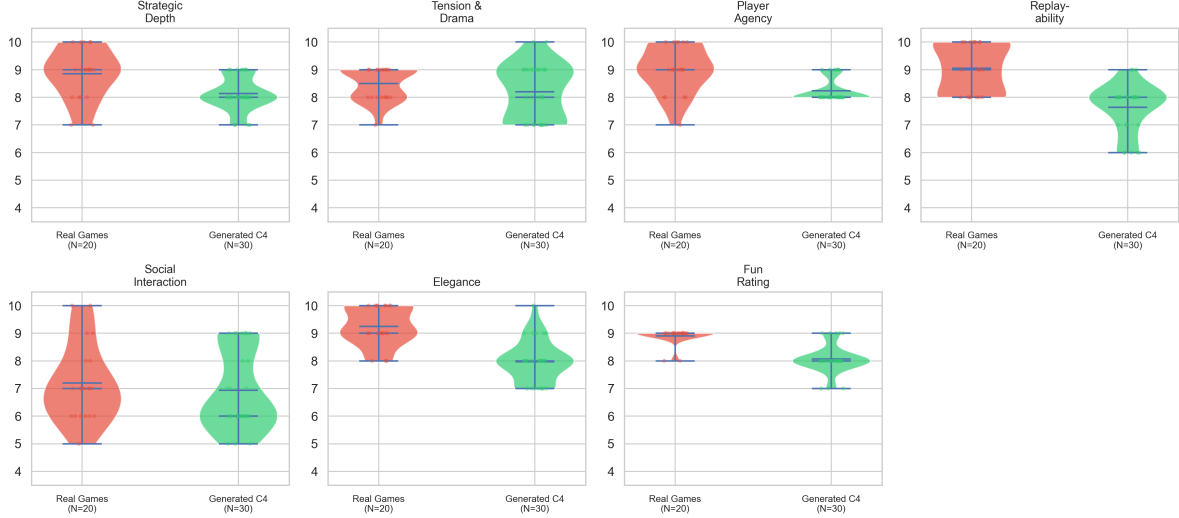 Strategic
Depth
Tension &
Drama
Player
Agency
Replay-
ability
10
9
8
7
6
5
4
Real Games
(N=20)
Generated C4
(N=30)
10
9
8
7
6
5
4
Real Games
(N=20)
Generated C4
(N=30)
10
9
8
7
6
5
4
Real Games
(N=20)
Generated C4
(N=30)
10
9
8
7
6
5
4
Real Games
(N=20)
Generated C4
(N=30)
Social
Interaction
Elegance
Fun
Rating
10
9
8
7
6
5
4
Real Games
(N=20)
Generated C4
(N=30)
10
9
8
7
6
5
4
Real Games
(N=20)
Generated C4
(N=30)
10
9
8
7
6
5
4
Real Games
(N=20)
Generated C4
(N=30)